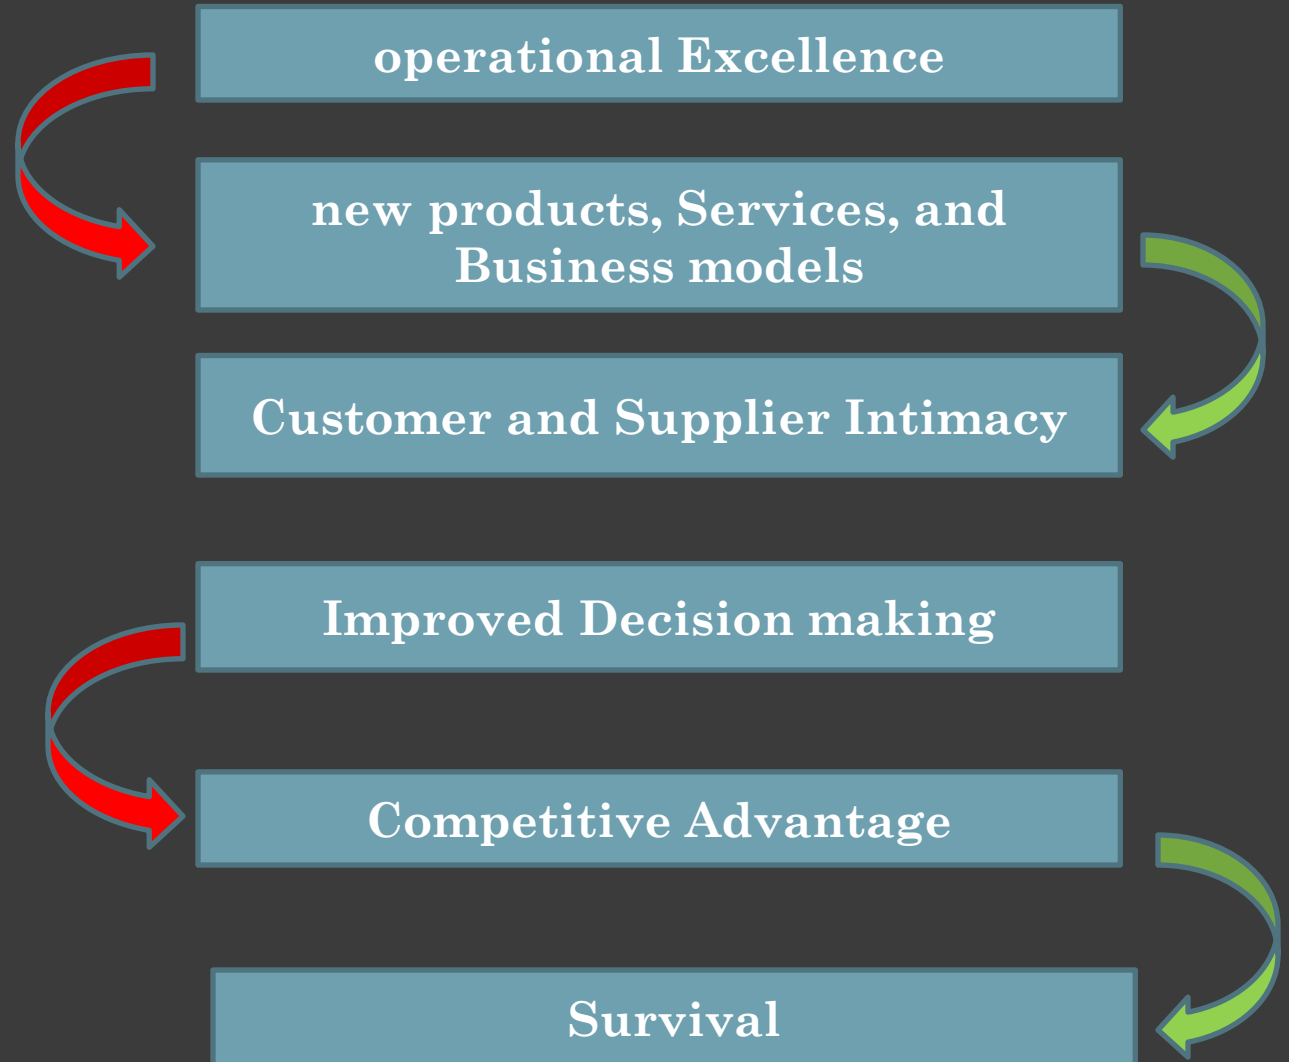 operational Excellence
new products, Services, and
Business models
Customer and Supplier Intimacy
Improved Decision making
Competitive Advantage
Survival